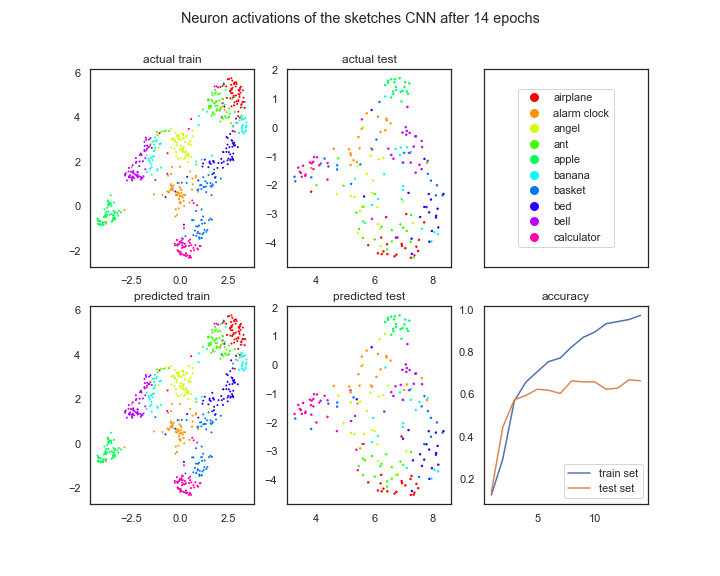 Neuron activations of the sketches CNN after 14 epochs
actual train
6
4
2
0
−2
−2.5
0.0
2.5
actual test
2
1
0
−1
−2
−3
−4
4
6
8
airplane
alarm clock
angel
ant
apple
banana
basket
bed
bell
calculator
predicted train
6
4
2
0
−2
−2.5
0.0
2.5
predicted test
2
1
0
−1
−2
−3
−4
4
6
8
accuracy
1.0
0.8
0.6
0.4
0.2
5
10
train set
test set